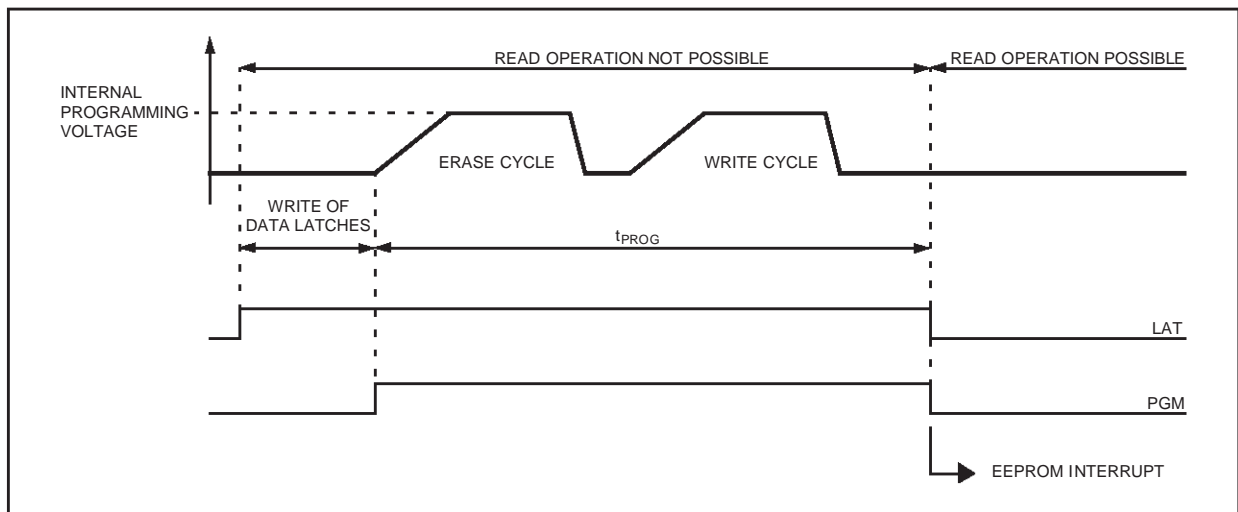 READ OPERATION NOT POSSIBLE
READ OPERATION POSSIBLE
INTERNAL
PROGRAMMING
VOLTAGE
ERASE CYCLE
WRITE CYCLE
WRITE OF
DATA LATCHES
tPROG
LAT
PGM
EEPROM INTERRUPT